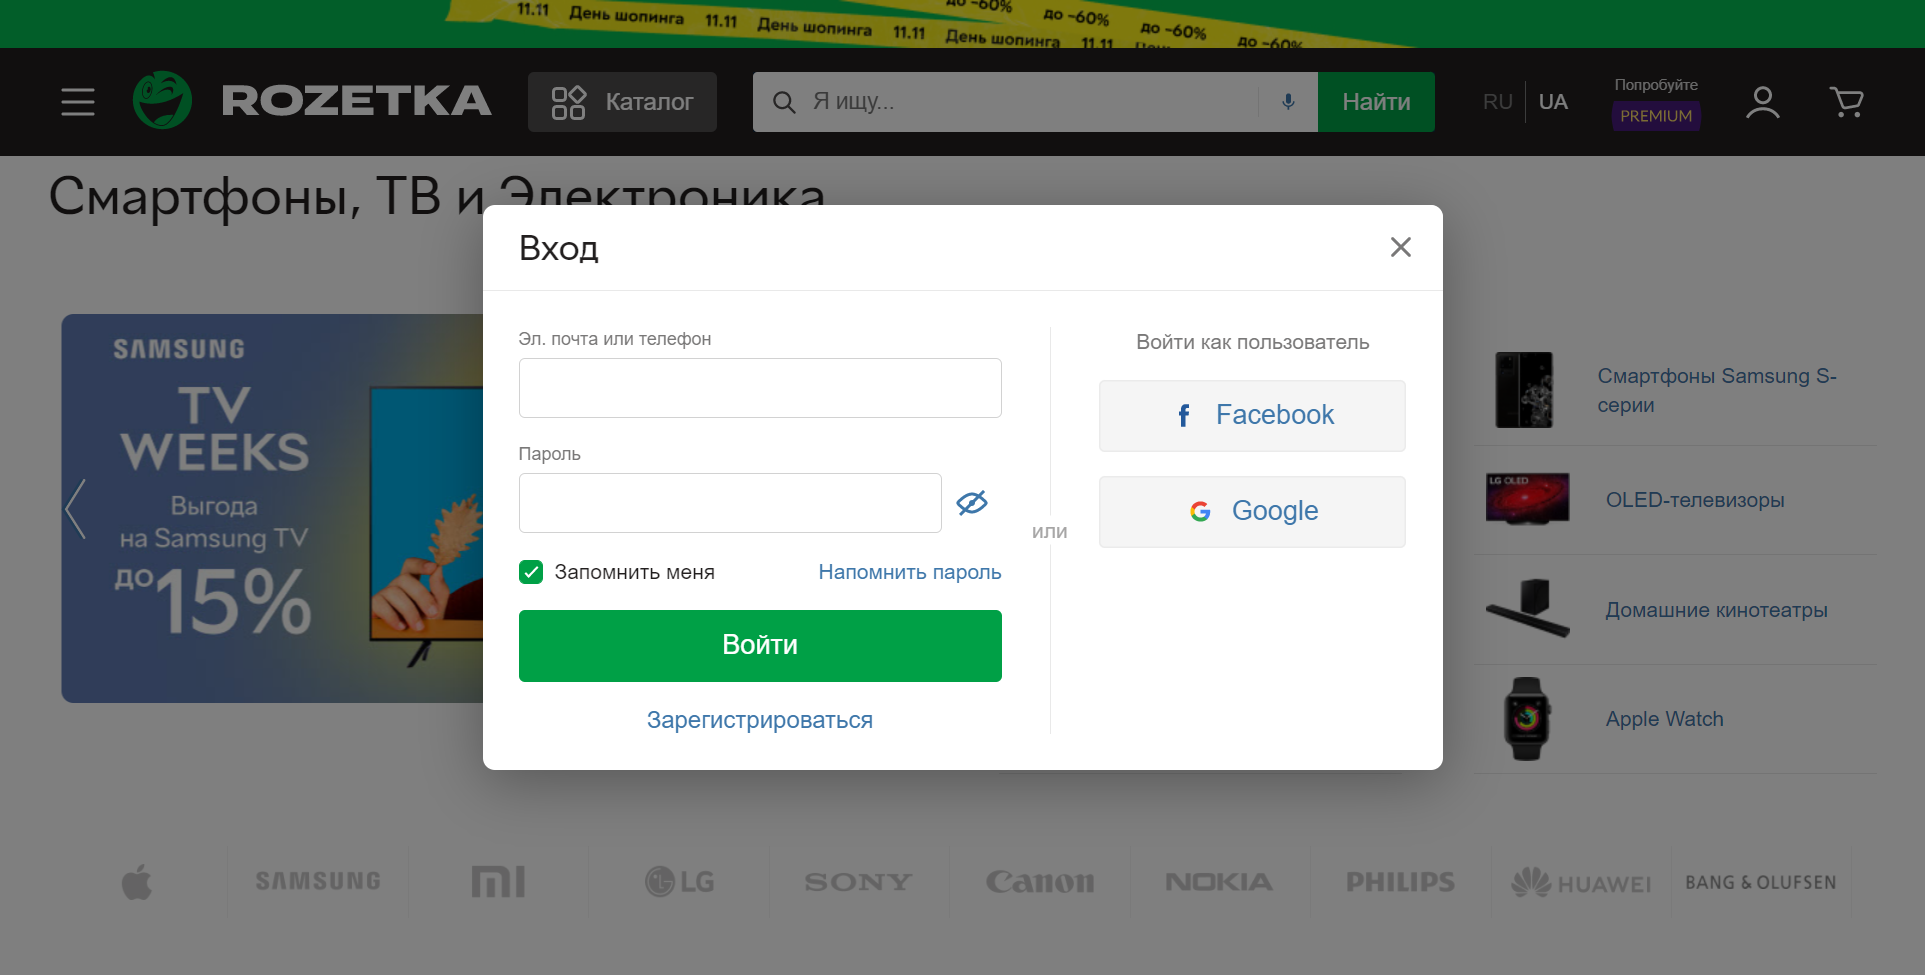 11.11 День шопинга 11.11 День шопинга 11.11 День шопинга 11.11
до -60% до -60% до -60% до -60%
ROZETKA
Каталог
Я ищу...
Найти
RU
UA
Попробуйте
PREMIUM
Смартфоны, ТВ и Электроника
Вход
Эл. почта или телефон
Пароль
Запомнить меня
Напомнить пароль
Войти
Зарегистрироваться
или
Войти как пользователь
Facebook
Google
SAMSUNG
TV
WEEKS
Выгода
на Samsung TV
до 15%
Смартфоны Samsung S-
серии
LG OLED
OLED-телевизоры
Домашние кинотеатры
Apple Watch
SAMSUNG
MI
LG
SONY
Canon
NOKIA
PHILIPS
HUAWEI
BANG & OLUFSEN